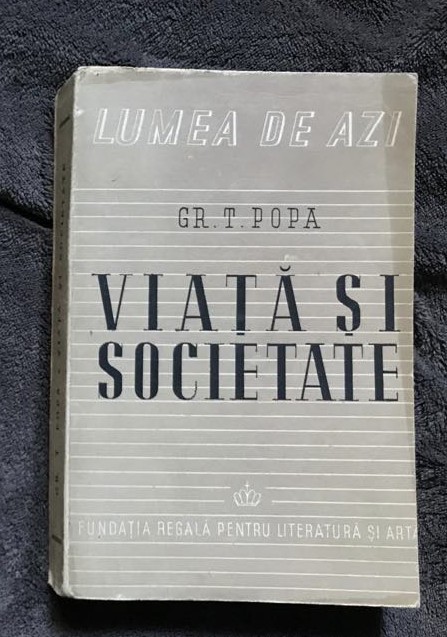 LUMEA DE AZI
GR. T. POPA
VIAȚĂ ȘI
SOCIETATE
FUNDAȚIA REGALĂ PENTRU LITERATURĂ ȘI ARTĂ